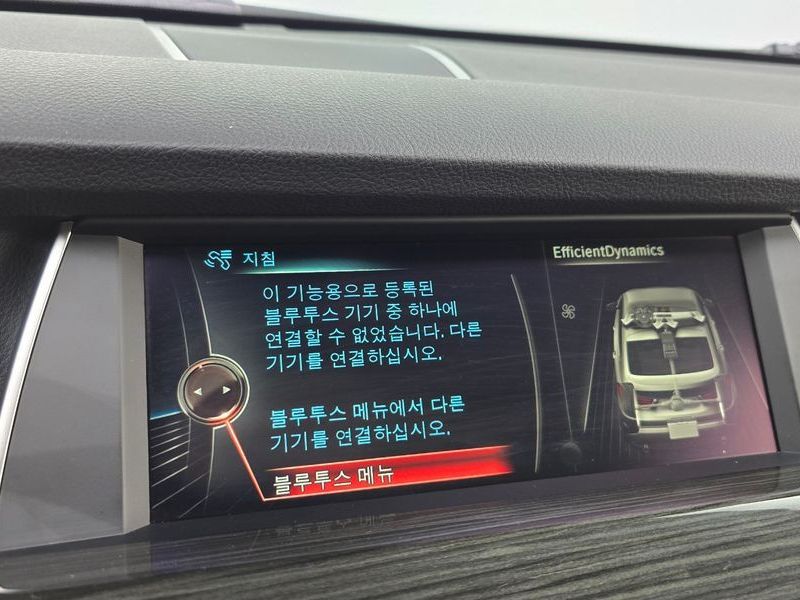 지침
이 기능용으로 등록된
블루투스 기기 중 하나에
연결할 수 없었습니다. 다른
기기를 연결하십시오.
블루투스 메뉴에서 다른
기기를 연결하십시오.
블루투스 메뉴
EfficientDynamics